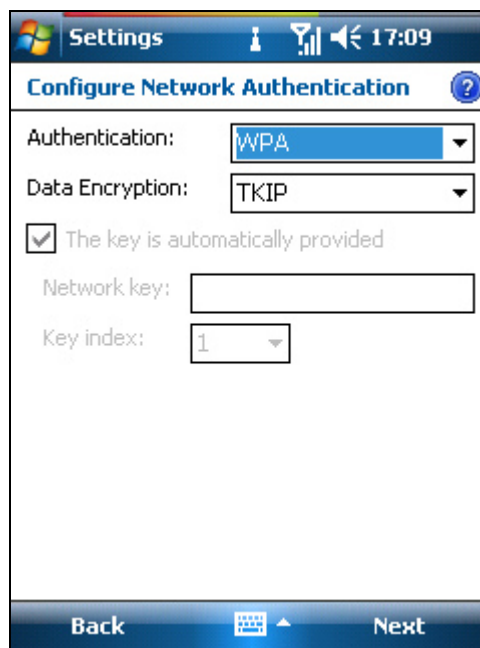 Settings 17:09
Configure Network Authentication ?
Authentication: WPA
Data Encryption: TKIP
The key is automatically provided
Network key:
Key index: 1
Back Next